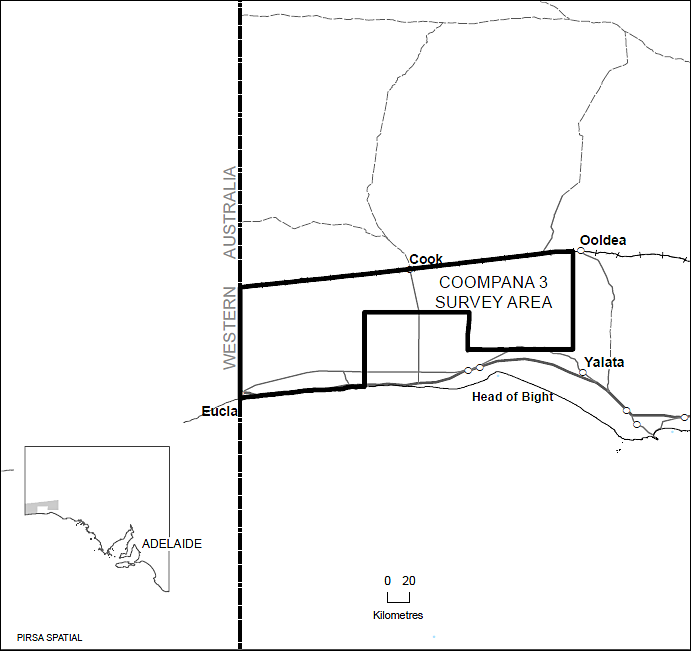 WESTERN AUSTRALIA
Ooldea
Cook
COOMPANA 3
SURVEY AREA
Yalata
Head of Bight
Eucla
ADELAIDE
0 20
Kilometres
PIRSA SPATIAL